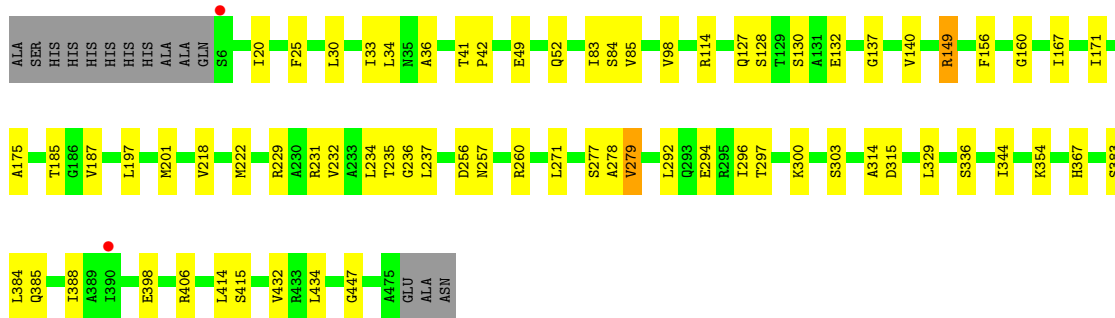 ALA SER HIS HIS HIS HIS HIS HIS ALA ALA GLN S6 I20 F25 L30 I33 L34 N35 A36 T41 P42 E49 Q52 I83 S84 V85 V98 R114 Q127 S128 T129 S130 A131 E132 G137 V140 R149 F156 G160 I167 I171
A175 T185 G186 V187 L197 M201 V218 M222 R229 A230 R231 V232 A233 L234 T235 G236 L237 D256 N257 R260 L271 S277 A278 V279 L292 Q293 E294 R295 I296 T297 K300 S303 A314 D315 L329 S336 I344 K354 H367 S383
L384 Q385 I388 A389 I390 E398 R406 L414 S415 V432 R433 L434 G447 A475 GLU ALA ASN